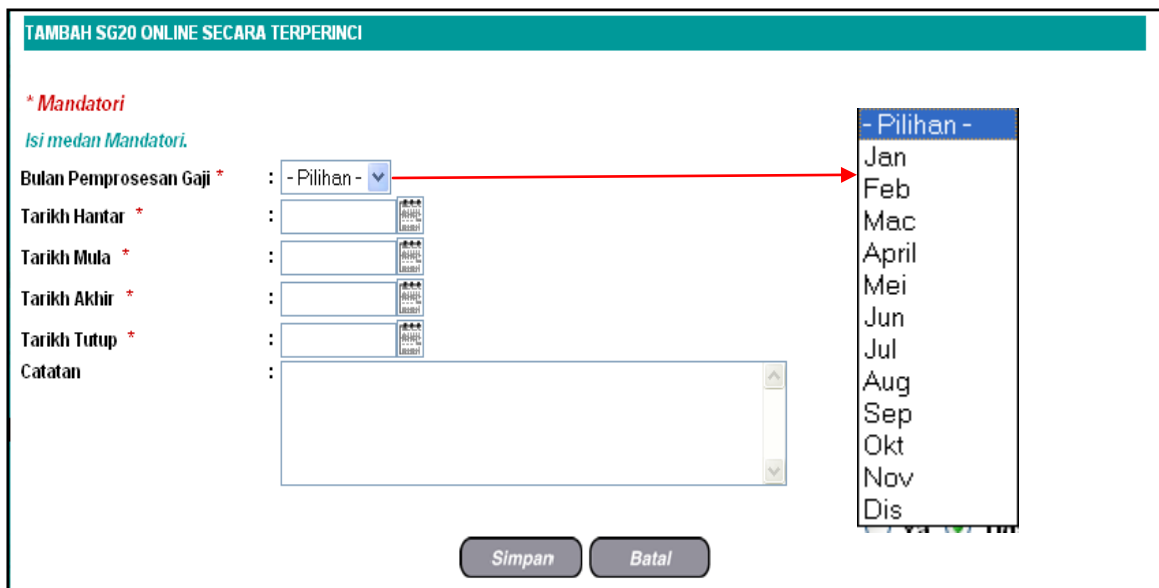 TAMBAH SG20 ONLINE SECARA TERPERINCI
* Mandatori
Isi medan Mandatori.
Bulan Pemprosesan Gaji * : - Pilihan -
Tarikh Hantar * :
Tarikh Mula * :
Tarikh Akhir * :
Tarikh Tutup * :
Catatan :
Simpan Batal
- Pilihan -
Jan
Feb
Mac
April
Mei
Jun
Jul
Aug
Sep
Okt
Nov
Dis